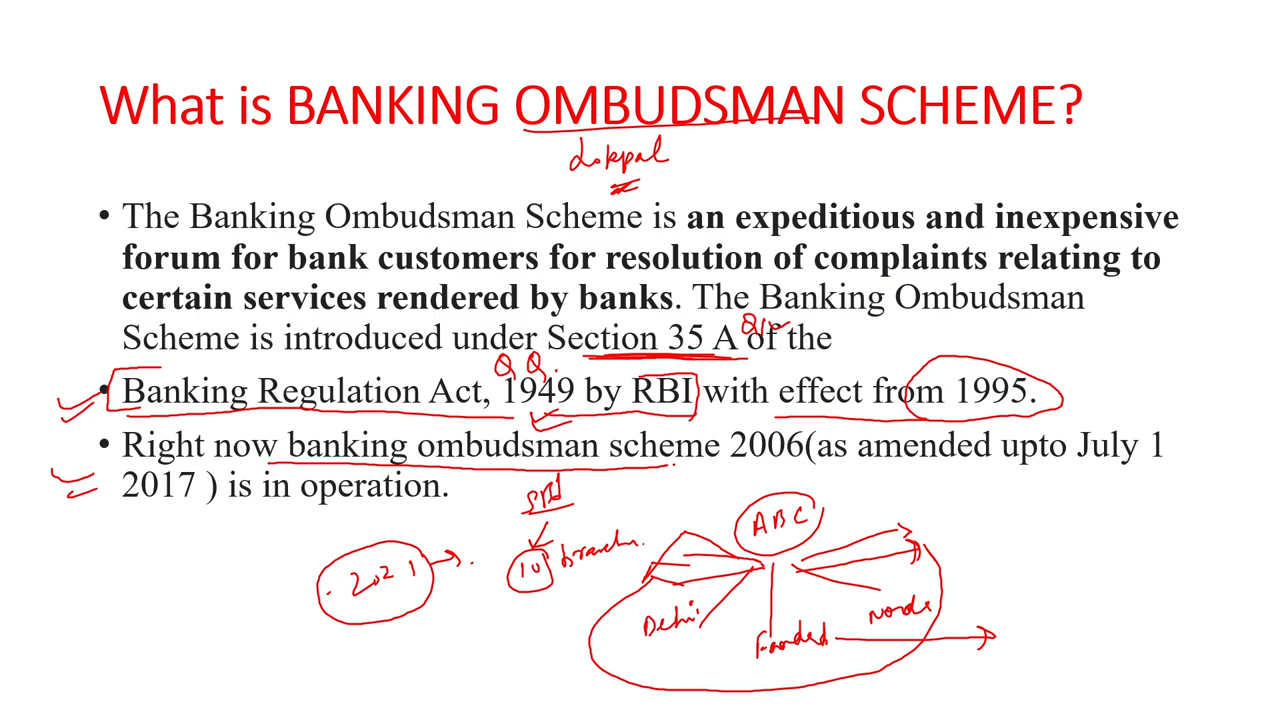 What is BANKING OMBUDSMAN SCHEME?
Lokpal
• The Banking Ombudsman Scheme is an expeditious and inexpensive
forum for bank customers for resolution of complaints relating to
certain services rendered by banks. The Banking Ombudsman
Scheme is introduced under Section 35 A of the
• Banking Regulation Act, 1949 by RBI with effect from 1995.
• Right now banking ombudsman scheme 2006(as amended upto July 1
2017 ) is in operation.
SBI
ABC
2021
10
Delhi